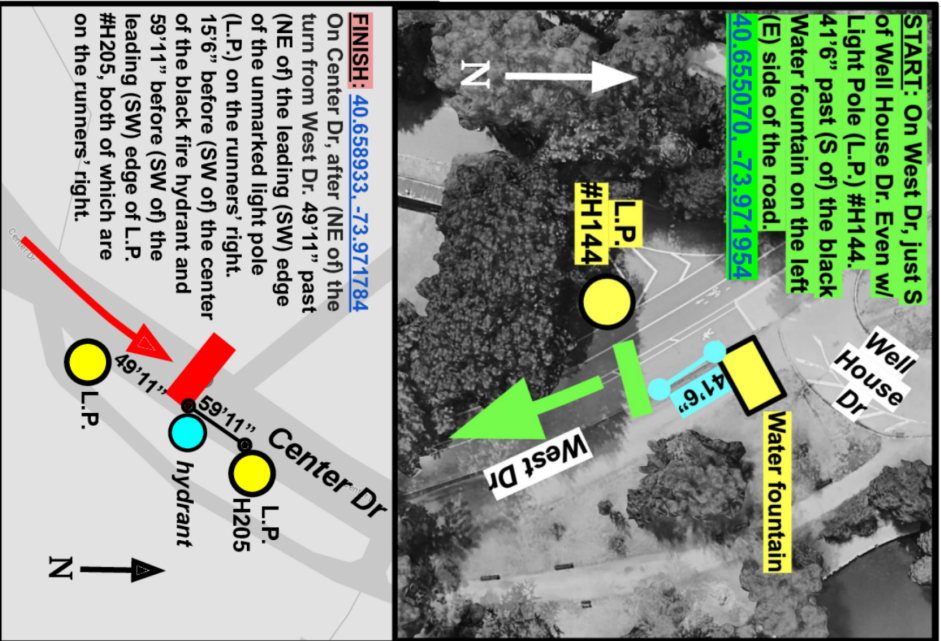 START: On West Dr, just S
of Well House Dr. Even w/
Light Pole (L.P.) #H144.
41'6" past (S of) the black
Water fountain on the left
(E) side of the road.
40.655070, -73.971954
N
L.P.
#H144
Well
House
Dr
41'6"
Water fountain
West Dr
FINISH: 40.658933, -73.971784
On Center Dr, after (NE of) the
turn from West Dr. 49'11" past
(NE of) the leading (SW) edge
of the unmarked light pole
(L.P.) on the runners' right.
15'6" before (SW of) the center
of the black fire hydrant and
59'11" before (SW of) the
leading (SW) edge of L.P.
#H205, both of which are
on the runners' right.
Center Dr
49'11"
59'11"
L.P.
hydrant
L.P.
H205
Center Dr
N